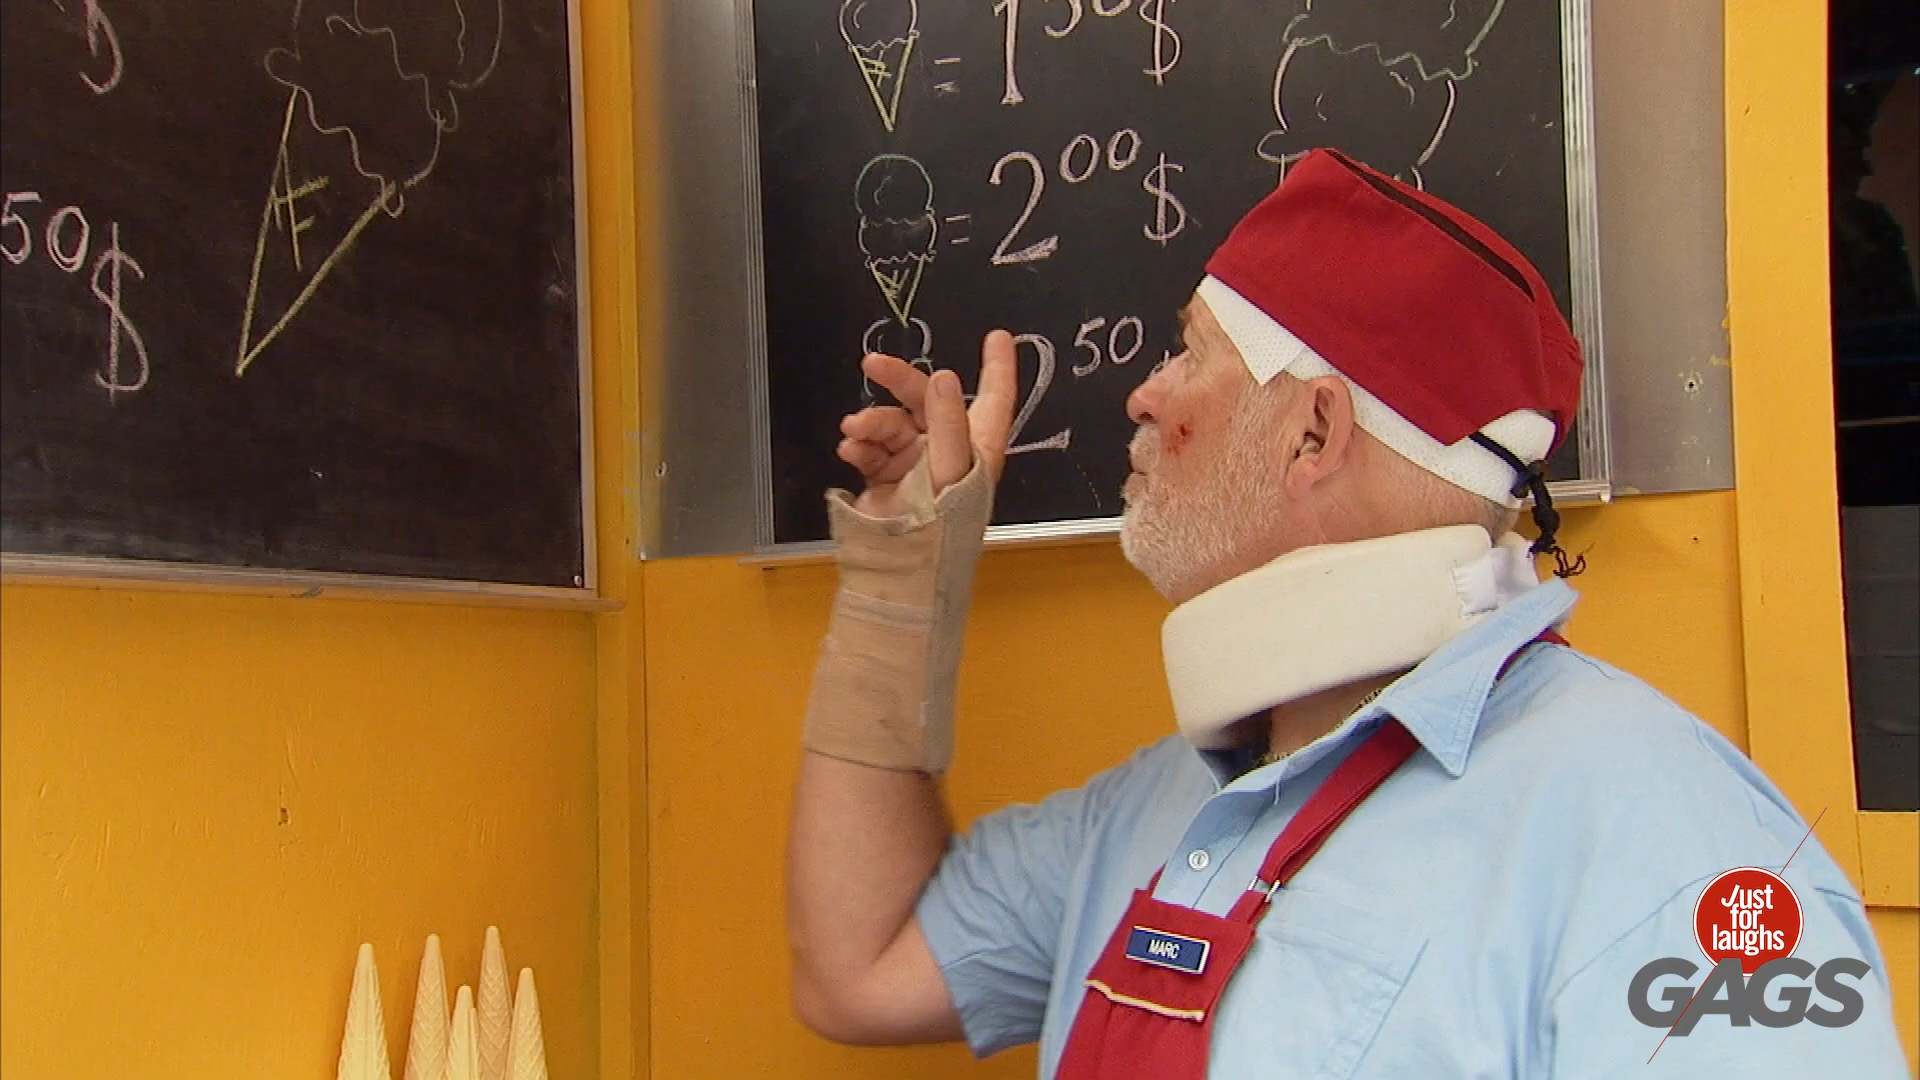 50$
= 1 50 $
= 2 00 $
2 50
MARC
Just
for
laughs
GAGS